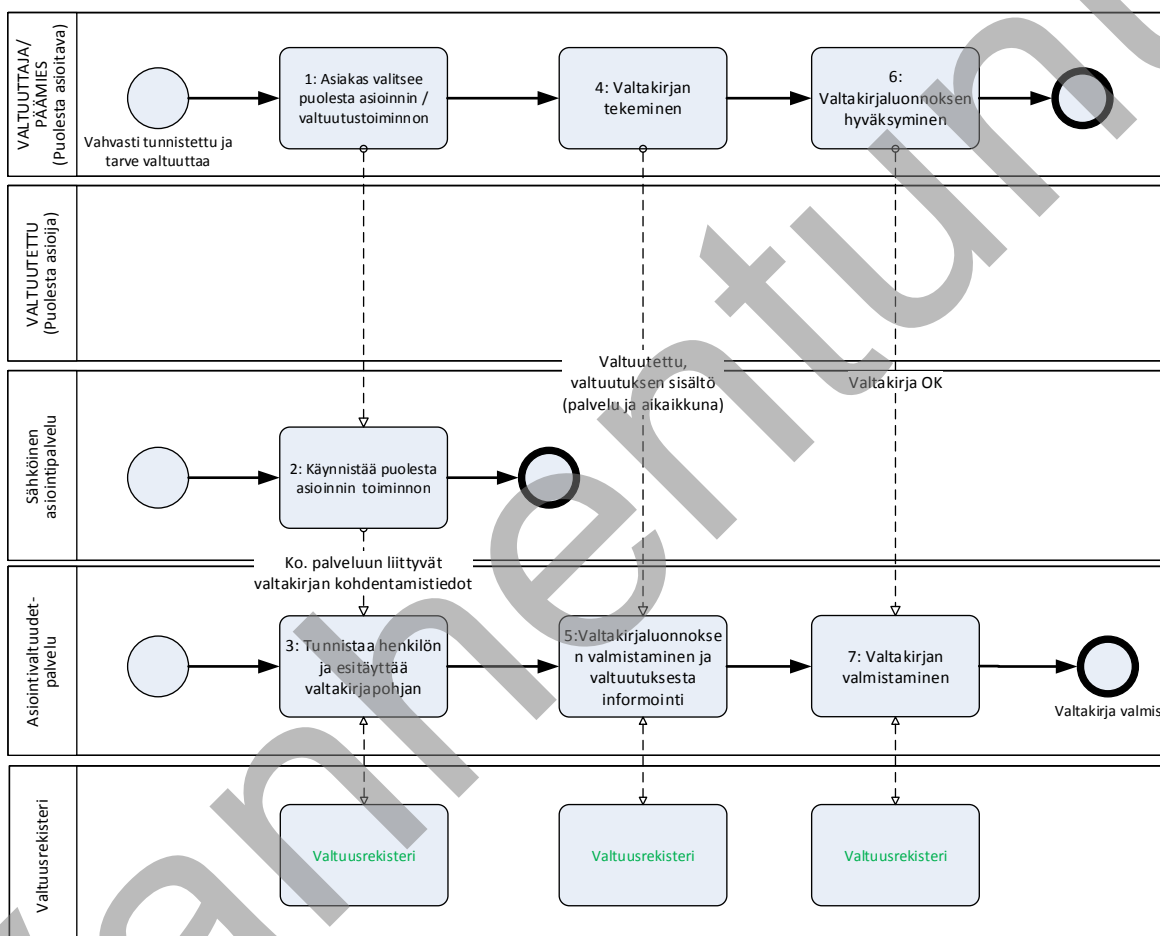 VALTUUTTAJA/
PÄÄMIES
(Puolesta asioitava)
Vahvasti tunnistettu ja
tarve valtuuttaa
1: Asiakas valitsee
puolesta asioinnin /
valtuutustoiminnon
4: Valtakirjan
tekeminen
6:
Valtakirjaluonnoksen
hyväksyminen
VALTUUTETTU
(Puolesta asioija)
Valtuutettu,
valtuutuksen sisältö
(palvelu ja aikaikkuna)
Valtakirja OK
Sähköinen
asiointipalvelu
2: Käynnistää puolesta
asioinnin toiminnon
Ko. palveluun liittyvät
valtakirjan kohdentamistiedot
Asiointivaltuudet-
palvelu
3: Tunnistaa henkilön
ja esitäyttää
valtakirjapohjan
5:Valtakirjaluonnokse
n valmistaminen ja
valtuutuksesta
informointi
7: Valtakirjan
valmistaminen
Valtakirja valmis
Valtuusrekisteri
Valtuusrekisteri
Valtuusrekisteri
Valtuusrekisteri